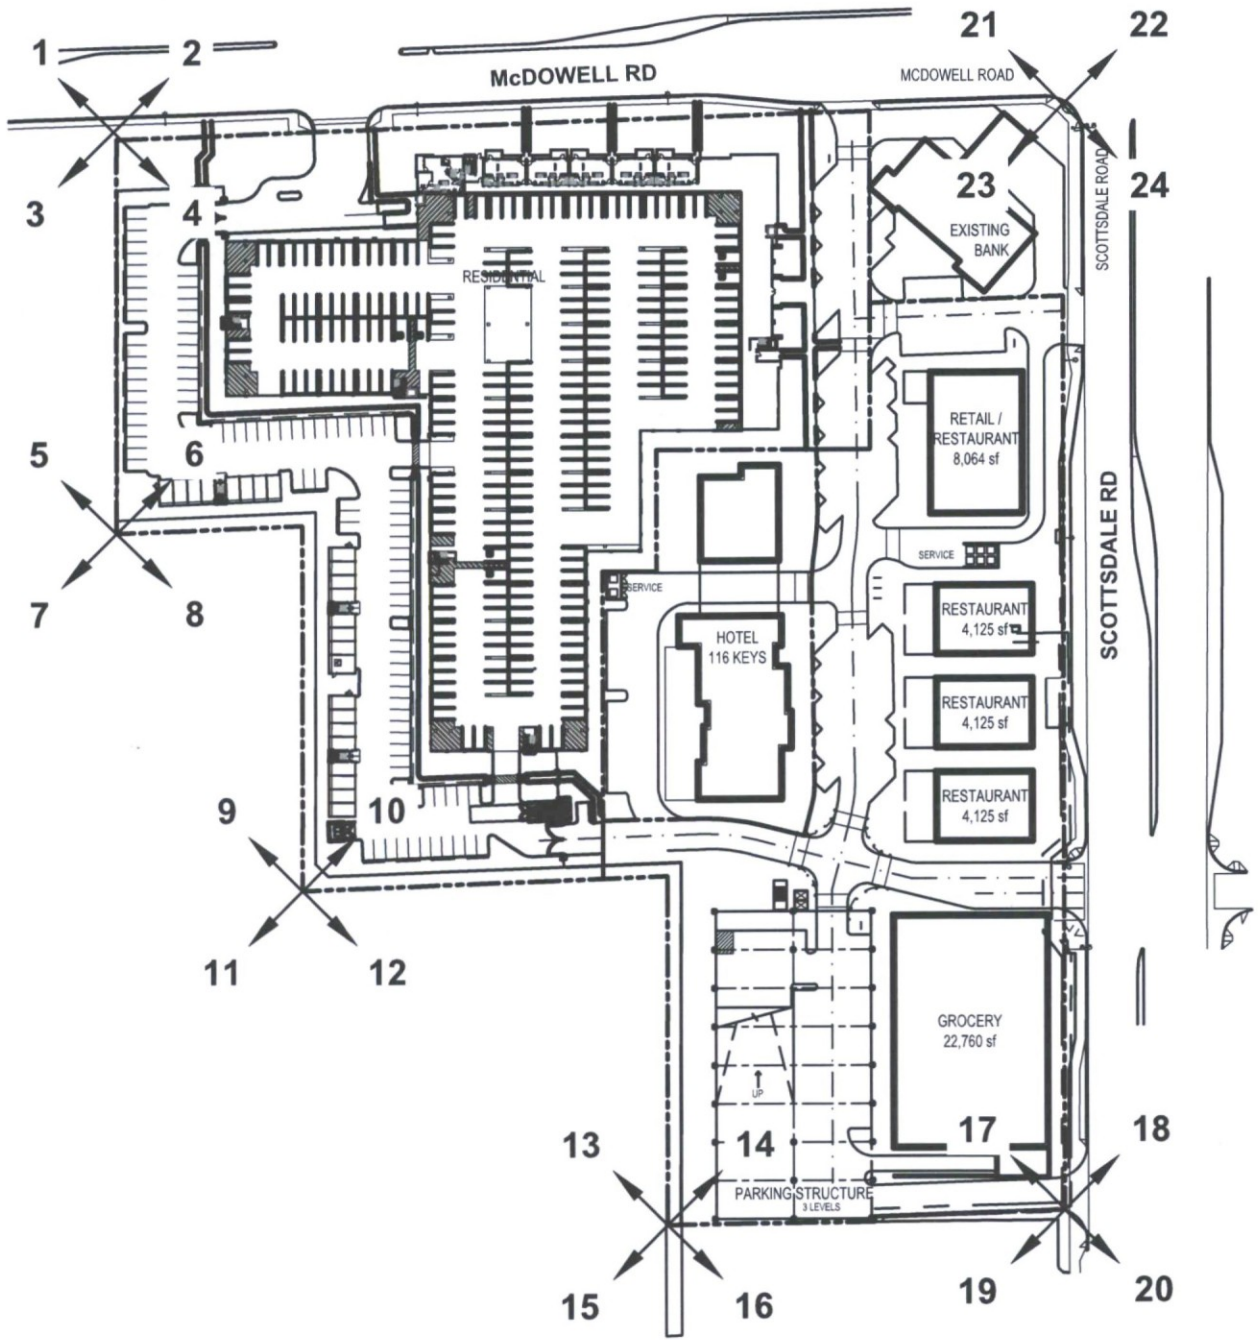 21
22
1
2
McDOWELL RD
MCDOWELL ROAD
3
4
23
24
SCOTTSDALE ROAD
EXISTING
BANK
RESIDENTIAL
RETAIL /
RESTAURANT
8,064 sf
5
6
SCOTTSDALE RD
SERVICE
SERVICE
7
8
RESTAURANT
4,125 sf
HOTEL
116 KEYS
RESTAURANT
4,125 sf
RESTAURANT
4,125 sf
9
10
11
12
GROCERY
22,760 sf
UP
13
14
17
18
PARKING STRUCTURE
3 LEVELS
15
16
19
20